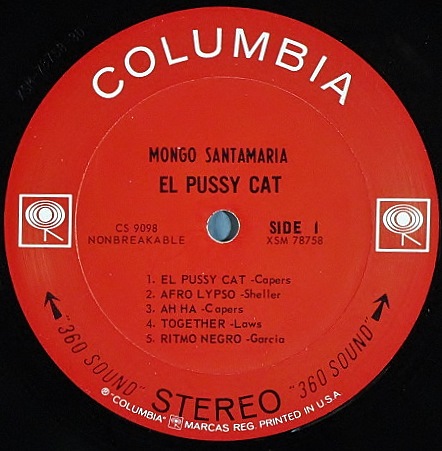 COLUMBIA
MONGO SANTAMARIA
EL PUSSY CAT
CS 9098
NONBREAKABLE
SIDE 1
XSM 78758
1. EL PUSSY CAT -Capers
2. AFRO LYPSO -Sheller
3. AH HA -Capers
4. TOGETHER -Laws
5. RITMO NEGRO -Garcia
"360 SOUND" STEREO "360 SOUND"
® "COLUMBIA" MARCAS REG. PRINTED IN U.S.A.